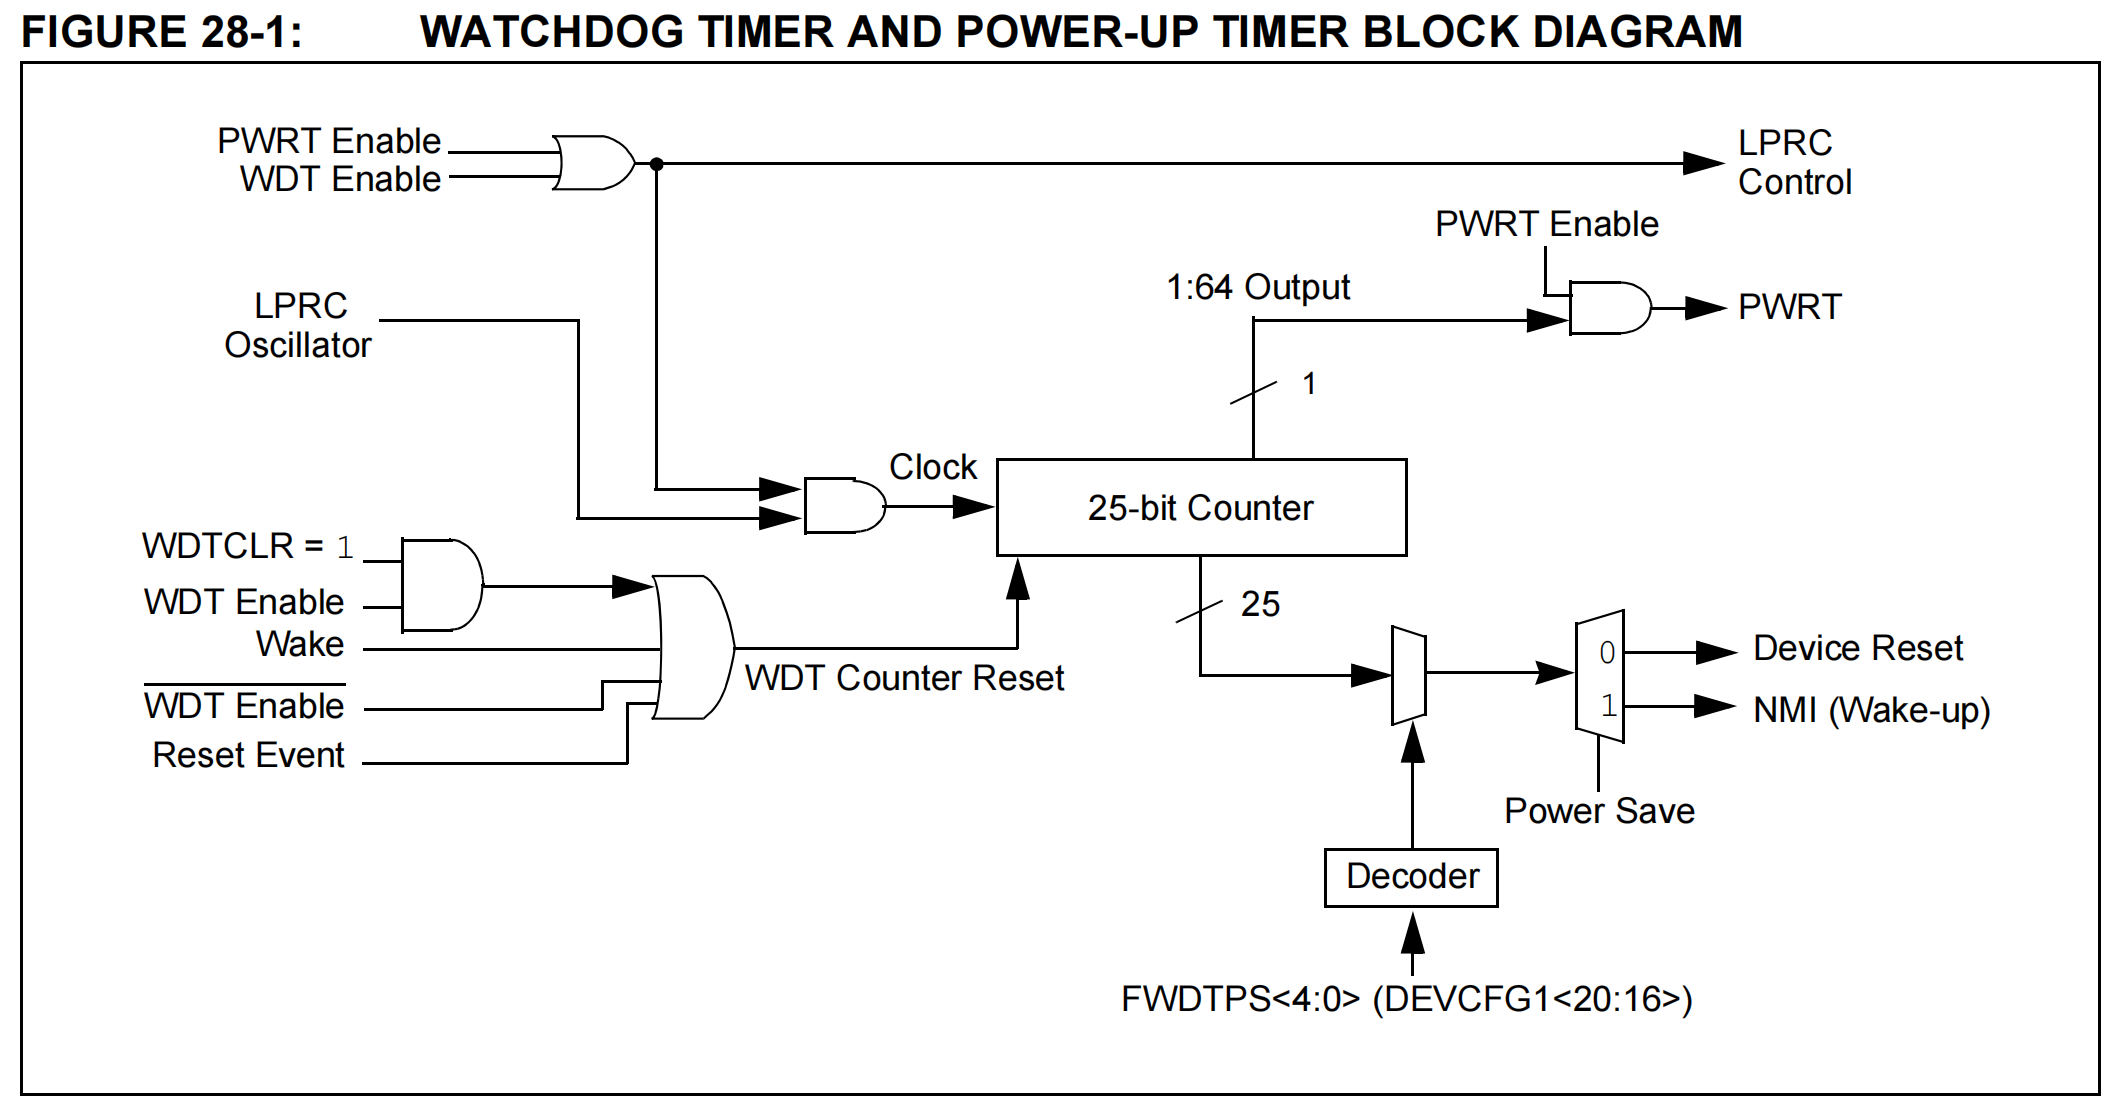 FIGURE 28-1: WATCHDOG TIMER AND POWER-UP TIMER BLOCK DIAGRAM
PWRT Enable
WDT Enable
LPRC
Control
PWRT Enable
1:64 Output
PWRT
LPRC
Oscillator
1
Clock
25-bit Counter
WDTCLR = 1
WDT Enable
Wake
WDT Enable
Reset Event
WDT Counter Reset
25
0
1
Device Reset
NMI (Wake-up)
Power Save
Decoder
FWDTPS<4:0> (DEVCFG1<20:16>)